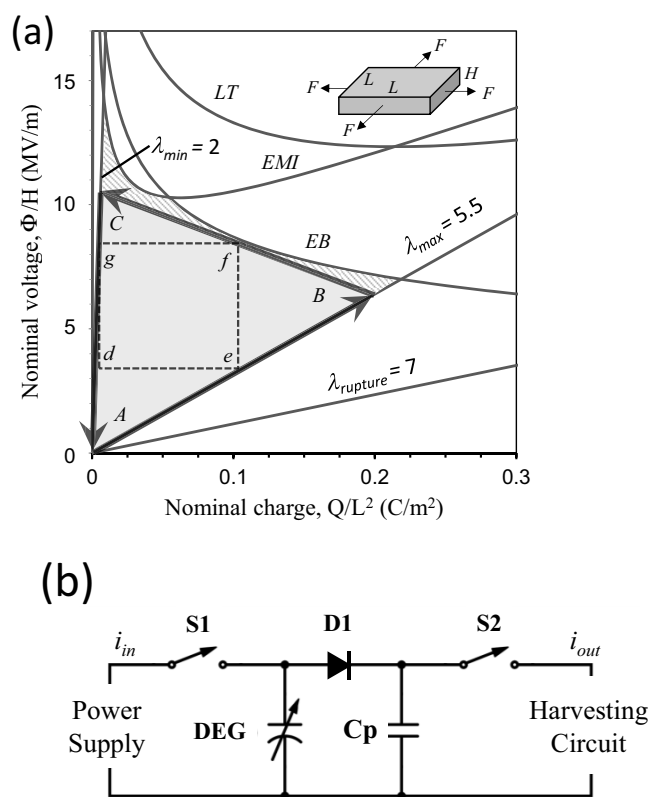 (a)
Nominal voltage, Φ/H (MV/m)
15
10
5
0
0
0.1
0.2
0.3
Nominal charge, Q/L² (C/m²)
LT
EMI
EB
λmin = 2
λmax = 5.5
λrupture = 7
F
F
F
F
L
L
H
C
g
f
B
d
e
A
(b)
S1
D1
S2
iin
iout
Power
Supply
DEG
Cp
Harvesting
Circuit